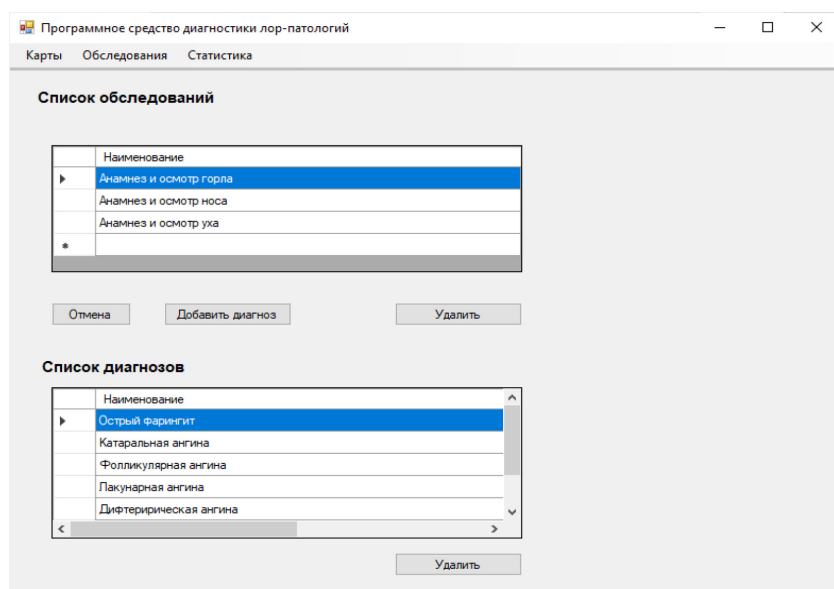 Программное средство диагностики лор-патологий
Карты Обследования Статистика
Список обследований
Наименование
Анамнез и осмотр горла
Анамнез и осмотр носа
Анамнез и осмотр уха
Отмена Добавить диагноз Удалить
Список диагнозов
Наименование
Острый фарингит
Катаральная ангина
Фолликулярная ангина
Лакунарная ангина
Дифтеририческая ангина
Удалить